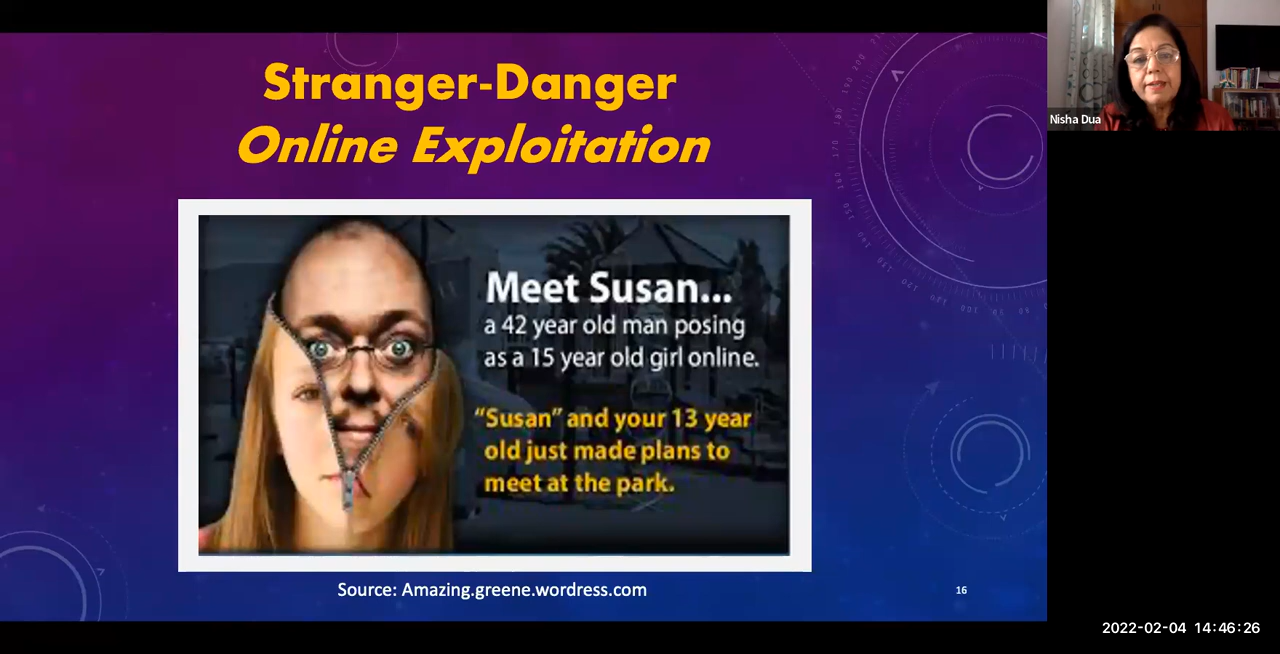 Stranger-Danger
Online Exploitation
Meet Susan...
a 42 year old man posing
as a 15 year old girl online.
“Susan” and your 13 year
old just made plans to
meet at the park.
Source: Amazing.greene.wordress.com
16
Nisha Dua
2022-02-04 14:46:26